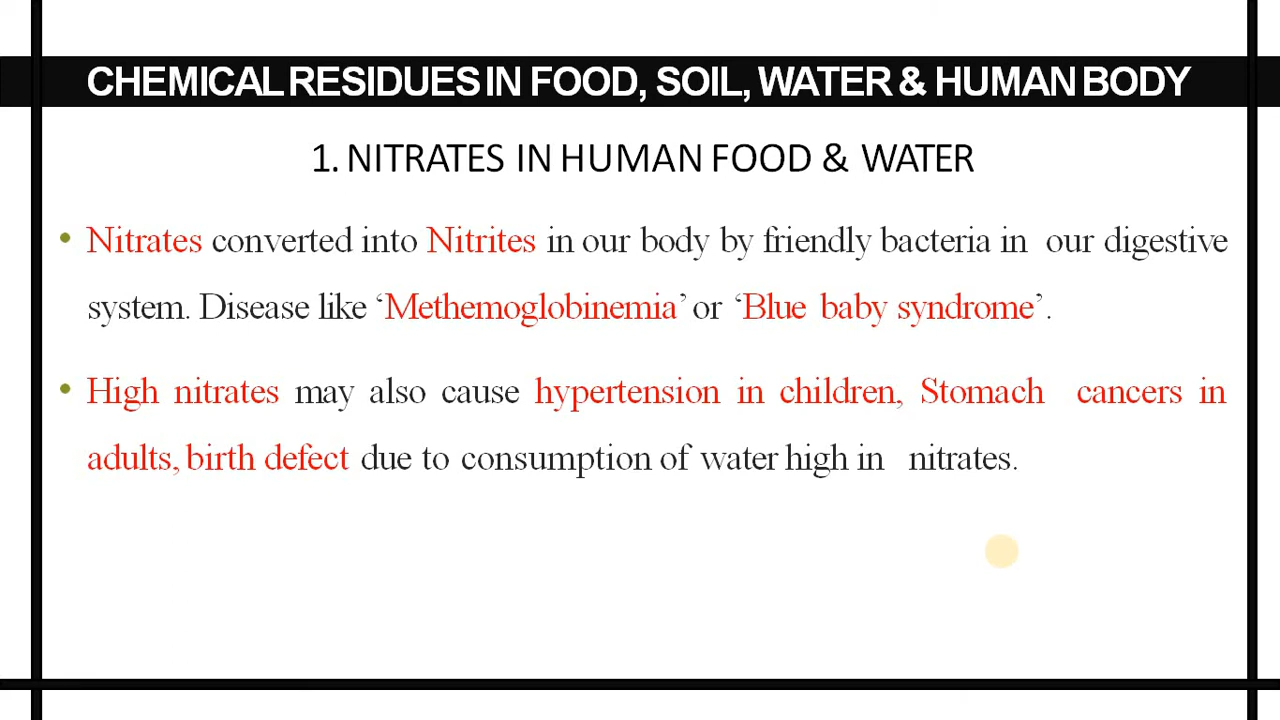 CHEMICAL RESIDUES IN FOOD, SOIL, WATER & HUMAN BODY
1. NITRATES IN HUMAN FOOD & WATER
• Nitrates converted into Nitrites in our body by friendly bacteria in our digestive
system. Disease like ‘Methemoglobinemia’ or ‘Blue baby syndrome’.
• High nitrates may also cause hypertension in children, Stomach cancers in
adults, birth defect due to consumption of water high in nitrates.